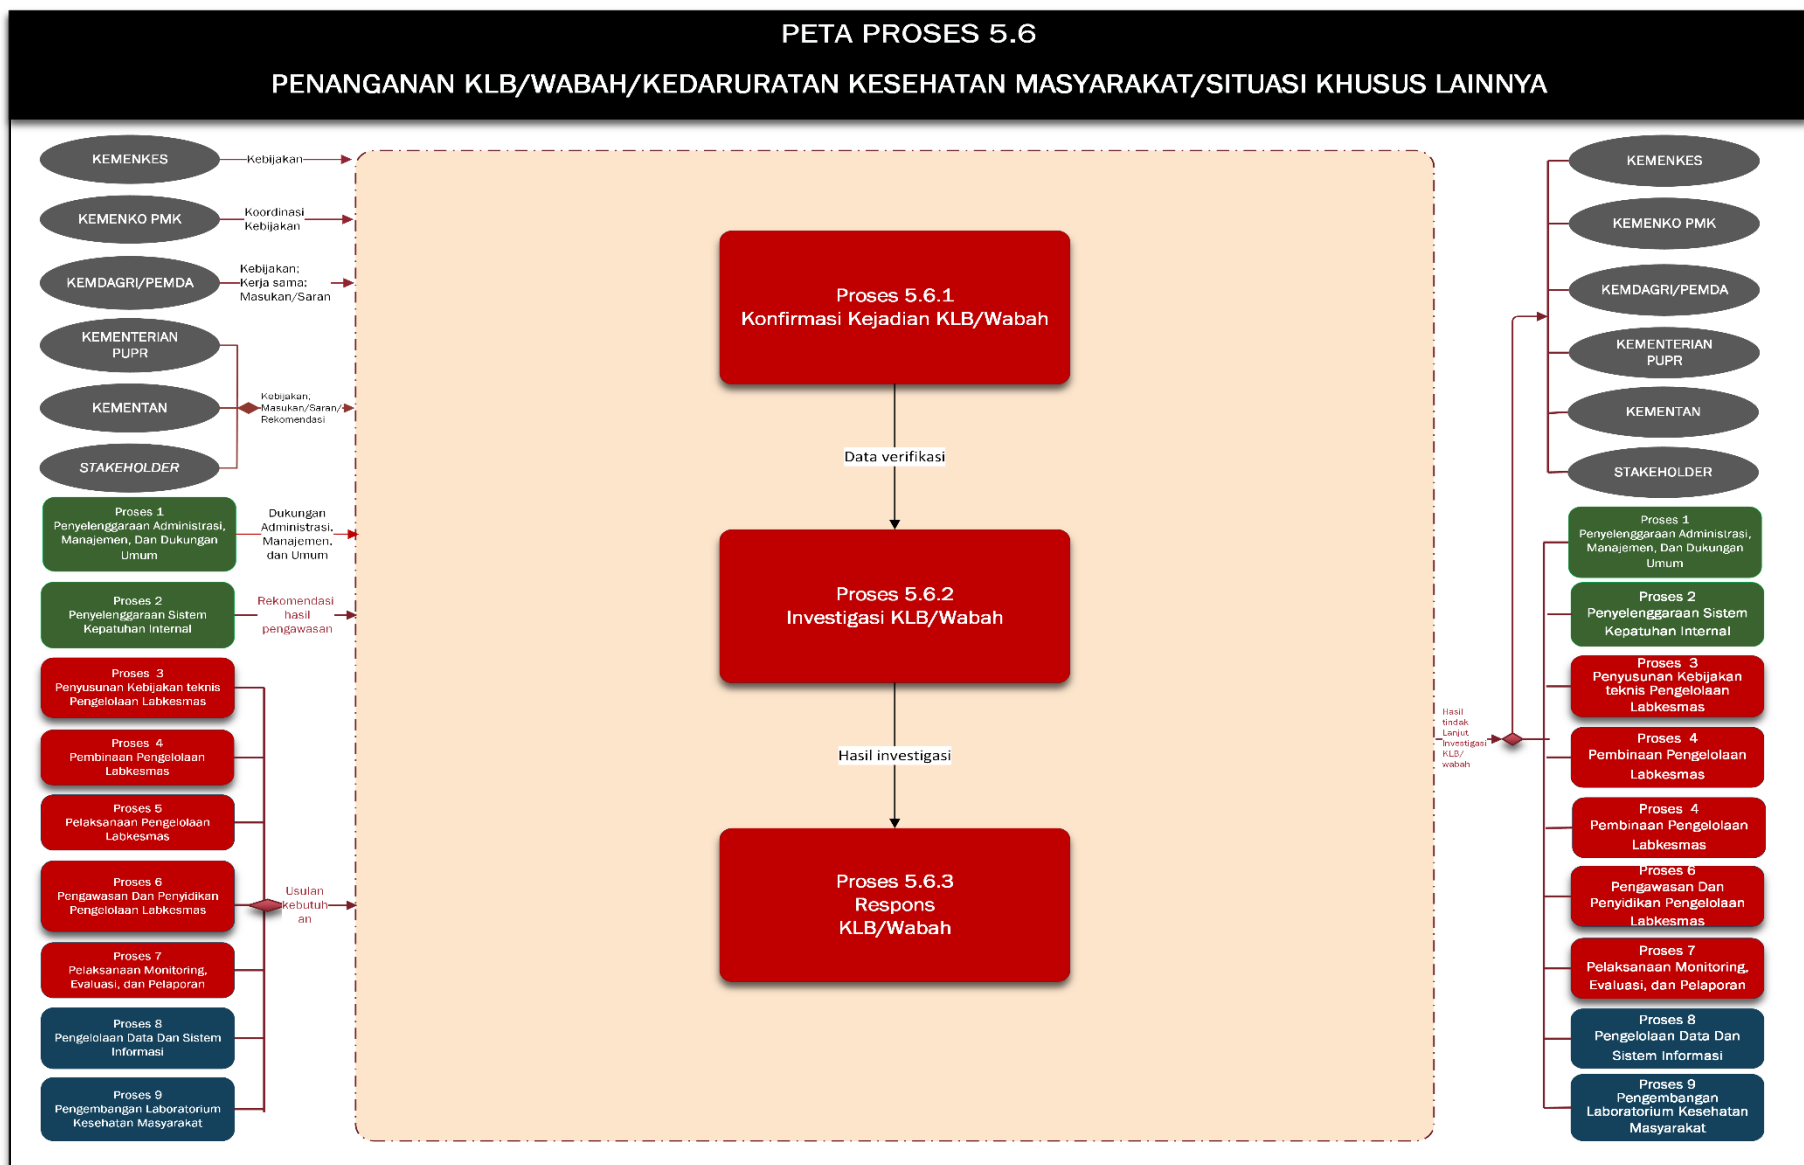 PETA PROSES 5.6
PENANGANAN KLB/WABAH/KEDARURATAN KESEHATAN MASYARAKAT/SITUASI KHUSUS LAINNYA
KEMENKES
Kebijakan
KEMENKO PMK
Koordinasi
Kebijakan
KEMDAGRI/PEMDA
Kebijakan;
Kerja sama;
Masukan/Saran
KEMENTERIAN
PUPR
KEMENTAN
STAKEHOLDER
Kebijakan;
Masukan/Saran/
Rekomendasi
Proses 1
Penyelenggaraan Administrasi,
Manajemen, Dan Dukungan
Umum
Dukungan
Administrasi,
Manajemen,
dan Umum
Proses 2
Penyelenggaraan Sistem
Kepatuhan Internal
Rekomendasi
hasil
pengawasan
Proses 3
Penyusunan Kebijakan teknis
Pengelolaan Labkesmas
Proses 4
Pembinaan Pengelolaan
Labkesmas
Proses 5
Pelaksanaan Pengelolaan
Labkesmas
Proses 6
Pengawasan Dan Penyidikan
Pengelolaan Labkesmas
Proses 7
Pelaksanaan Monitoring,
Evaluasi, dan Pelaporan
Proses 8
Pengelolaan Data Dan Sistem
Informasi
Proses 9
Pengembangan Laboratorium
Kesehatan Masyarakat
Usulan
kebutuh
an
Proses 5.6.1
Konfirmasi Kejadian KLB/Wabah
Data verifikasi
Proses 5.6.2
Investigasi KLB/Wabah
Hasil investigasi
Proses 5.6.3
Respons
KLB/Wabah
Hasil
tindak
Lanjut
Investigasi
KLB/
wabah
KEMENKES
KEMENKO PMK
KEMDAGRI/PEMDA
KEMENTERIAN
PUPR
KEMENTAN
STAKEHOLDER
Proses 1
Penyelenggaraan Administrasi,
Manajemen, Dan Dukungan
Umum
Proses 2
Penyelenggaraan Sistem
Kepatuhan Internal
Proses 3
Penyusunan Kebijakan
teknis Pengelolaan
Labkesmas
Proses 4
Pembinaan Pengelolaan
Labkesmas
Proses 4
Pembinaan Pengelolaan
Labkesmas
Proses 6
Pengawasan Dan
Penyidikan Pengelolaan
Labkesmas
Proses 7
Pelaksanaan Monitoring,
Evaluasi, dan Pelaporan
Proses 8
Pengelolaan Data Dan
Sistem Informasi
Proses 9
Pengembangan
Laboratorium Kesehatan
Masyarakat